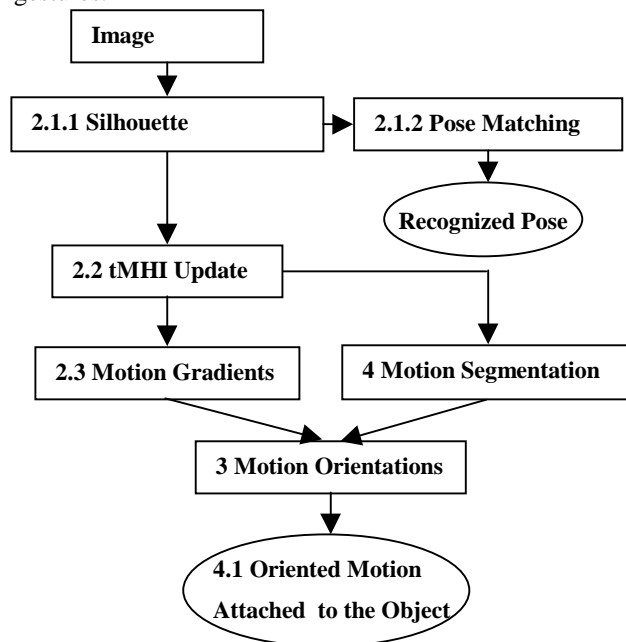 gestures.
Image
2.1.1 Silhouette
2.1.2 Pose Matching
Recognized Pose
2.2 tMHI Update
2.3 Motion Gradients
4 Motion Segmentation
3 Motion Orientations
4.1 Oriented Motion
Attached to the Object